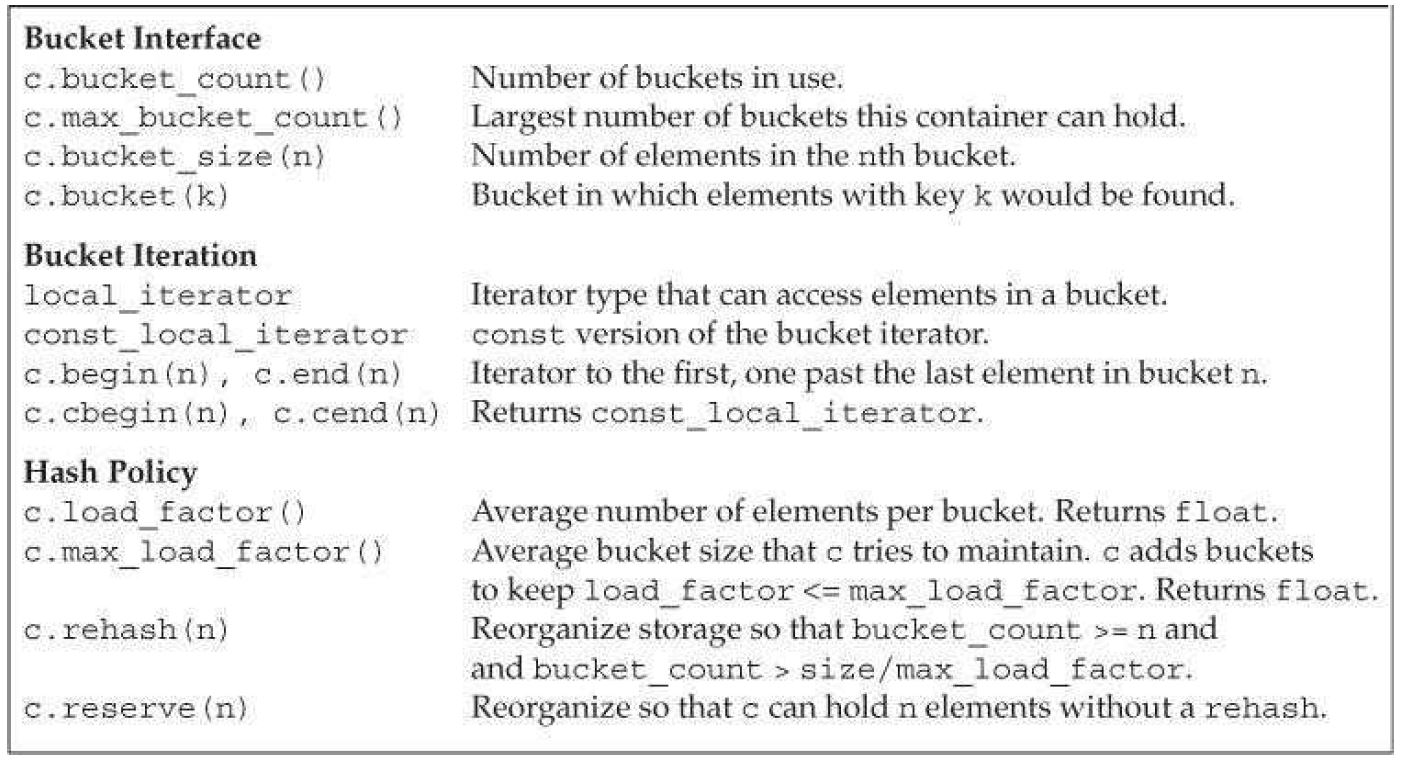 Bucket Interface
c.bucket_count() Number of buckets in use.
c.max_bucket_count() Largest number of buckets this container can hold.
c.bucket_size(n) Number of elements in the nth bucket.
c.bucket(k) Bucket in which elements with key k would be found.
Bucket Iteration
local_iterator Iterator type that can access elements in a bucket.
const_local_iterator const version of the bucket iterator.
c.begin(n), c.end(n) Iterator to the first, one past the last element in bucket n.
c.cbegin(n), c.cend(n) Returns const_local_iterator.
Hash Policy
c.load_factor() Average number of elements per bucket. Returns float.
c.max_load_factor() Average bucket size that c tries to maintain. c adds buckets
to keep load_factor <= max_load_factor. Returns float.
c.rehash(n) Reorganize storage so that bucket_count >= n and
and bucket_count > size/max_load_factor.
c.reserve(n) Reorganize so that c can hold n elements without a rehash.